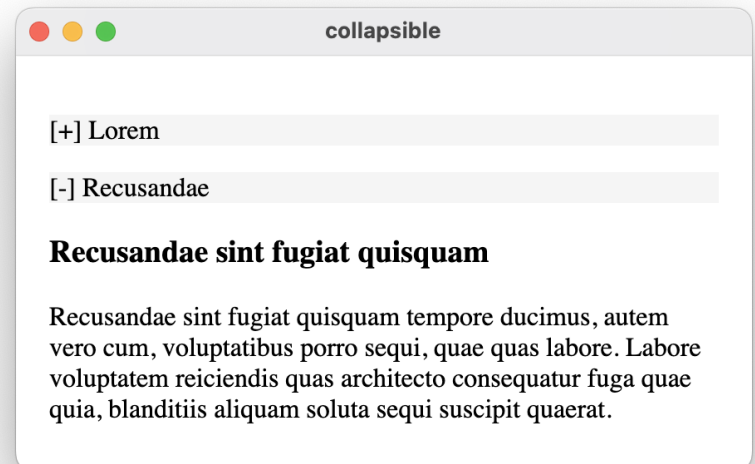 collapsible
[+] Lorem
[-] Recusandae
Recusandae sint fugiat quisquam
Recusandae sint fugiat quisquam tempore ducimus, autem
vero cum, voluptatibus porro sequi, quae quas labore. Labore
voluptatem reiciendis quas architecto consequatur fuga quae
quia, blanditiis aliquam soluta sequi suscipit quaerat.